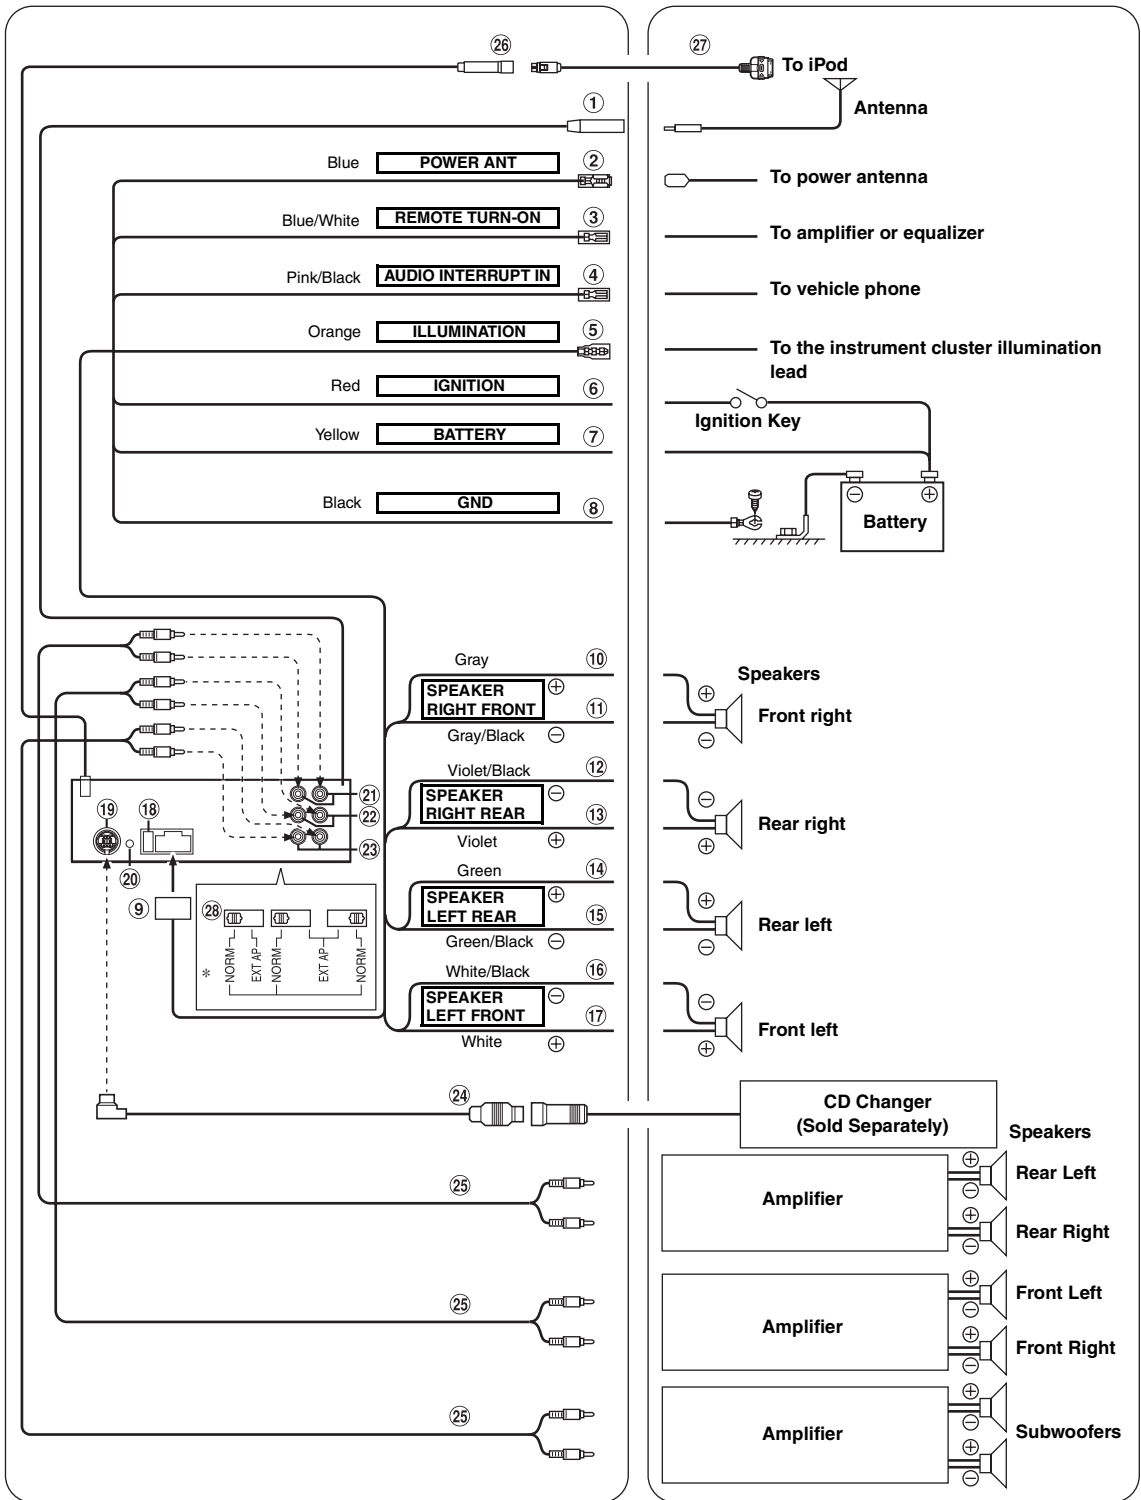 26
27
To iPod
1
Antenna
Blue
POWER ANT
2
To power antenna
Blue/White
REMOTE TURN-ON
3
To amplifier or equalizer
Pink/Black
AUDIO INTERRUPT IN
4
To vehicle phone
Orange
ILLUMINATION
5
To the instrument cluster illumination
lead
Red
IGNITION
6
Ignition Key
Yellow
BATTERY
7
Black
GND
8
⊖
⊕
Battery
Gray
10
SPEAKER
RIGHT FRONT
⊕
11
Gray/Black
⊖
Speakers
⊕
Front right
⊖
Violet/Black
12
SPEAKER
RIGHT REAR
⊖
13
Violet
⊕
⊖
Rear right
⊕
21
22
23
19
18
20
9
28
*
NORM
EXT AP
NORM
EXT AP
NORM
Green
14
SPEAKER
LEFT REAR
⊕
15
Green/Black
⊖
⊕
Rear left
⊖
White/Black
16
SPEAKER
LEFT FRONT
⊖
17
White
⊕
⊖
Front left
⊕
24
CD Changer
(Sold Separately)
Speakers
25
Amplifier
⊕
⊖
Rear Left
⊕
⊖
Rear Right
25
Amplifier
⊕
⊖
Front Left
⊕
⊖
Front Right
25
Amplifier
⊕
⊖
⊕
⊖
Subwoofers